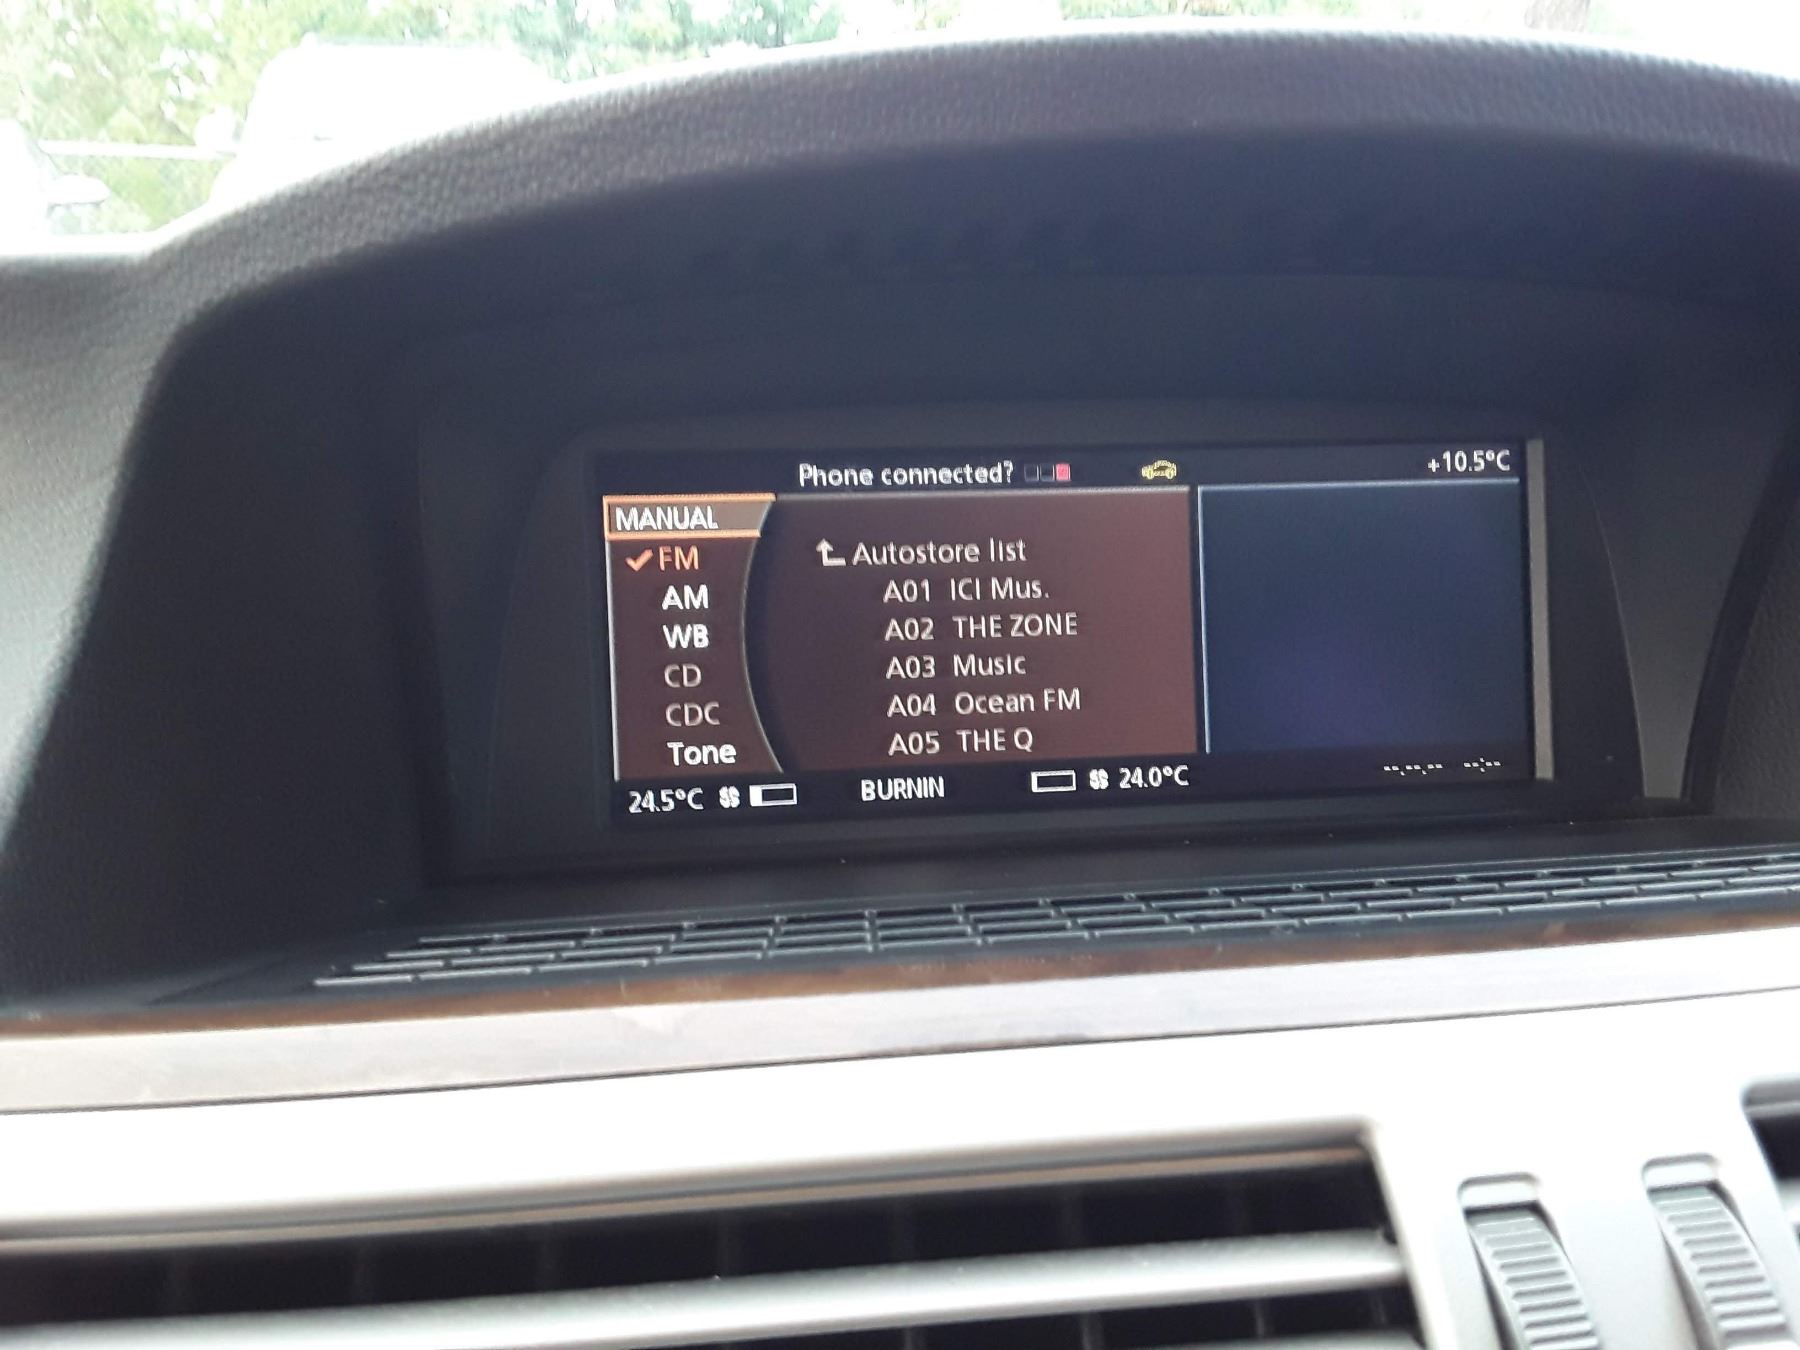 Phone connected? +10.5°C
MANUAL
FM
AM
WB
CD
CDC
Tone
Autostore list
A01 ICI Mus.
A02 THE ZONE
A03 Music
A04 Ocean FM
A05 THE Q
24.5°C BURNIN 24.0°C --.--.-- --:--